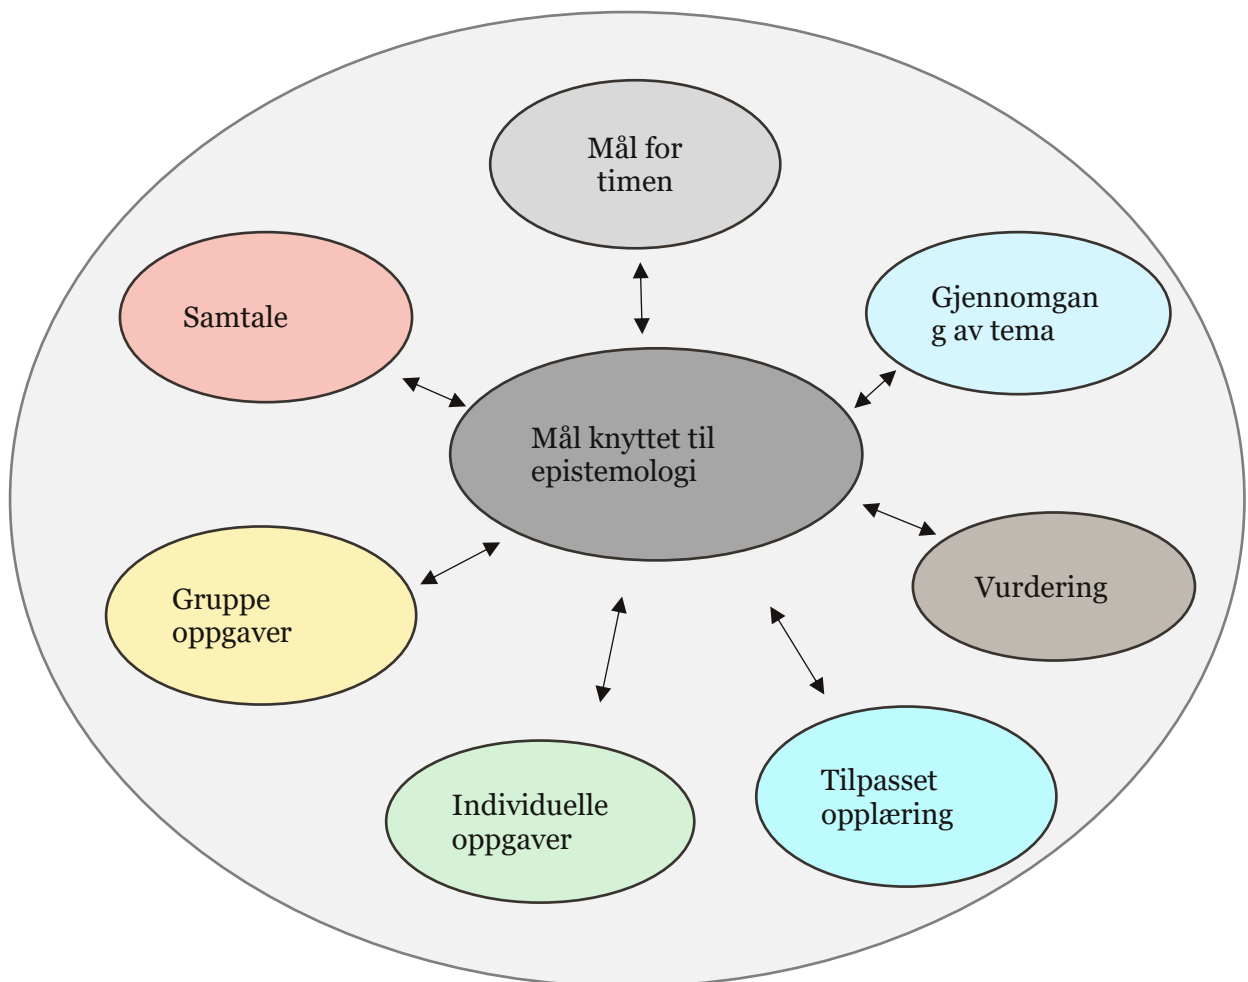 Mål for
timen
Samtale
Gjennomgan
g av tema
Mål knyttet til
epistemologi
Gruppe
oppgaver
Vurdering
Individuelle
oppgaver
Tilpasset
opplæring